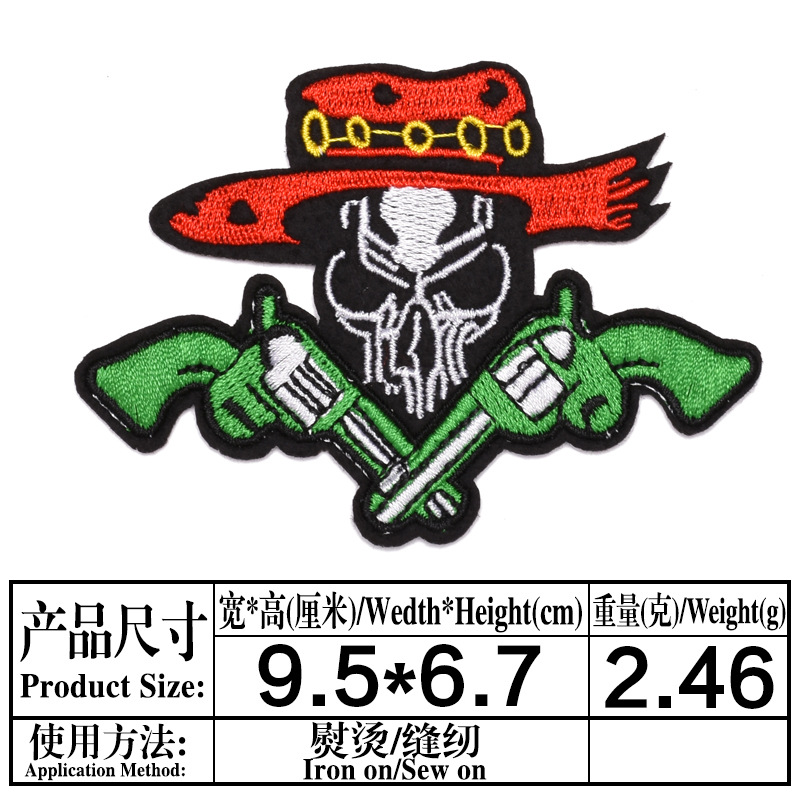 产品尺寸
Product Size:
宽*高(厘米)/Wedth*Height(cm)
重量(克)/Weight(g)
9.5*6.7
2.46
使用方法:
Application Method:
熨烫/缝纫
Iron on/Sew on